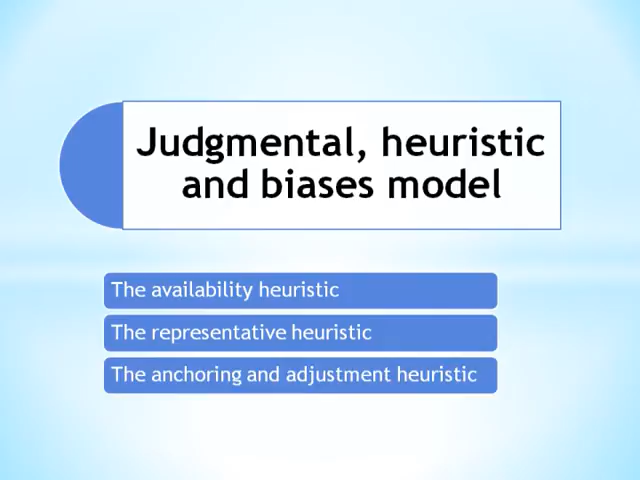 Judgmental, heuristic
and biases model
The availability heuristic
The representative heuristic
The anchoring and adjustment heuristic